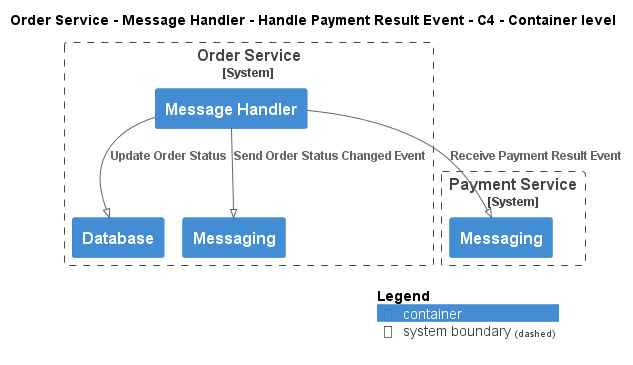 Order Service - Message Handler - Handle Payment Result Event - C4 - Container level
Order Service
[System]
Message Handler
Update Order Status
Send Order Status Changed Event
Receive Payment Result Event
Payment Service
[System]
Database
Messaging
Messaging
Legend
container
system boundary (dashed)